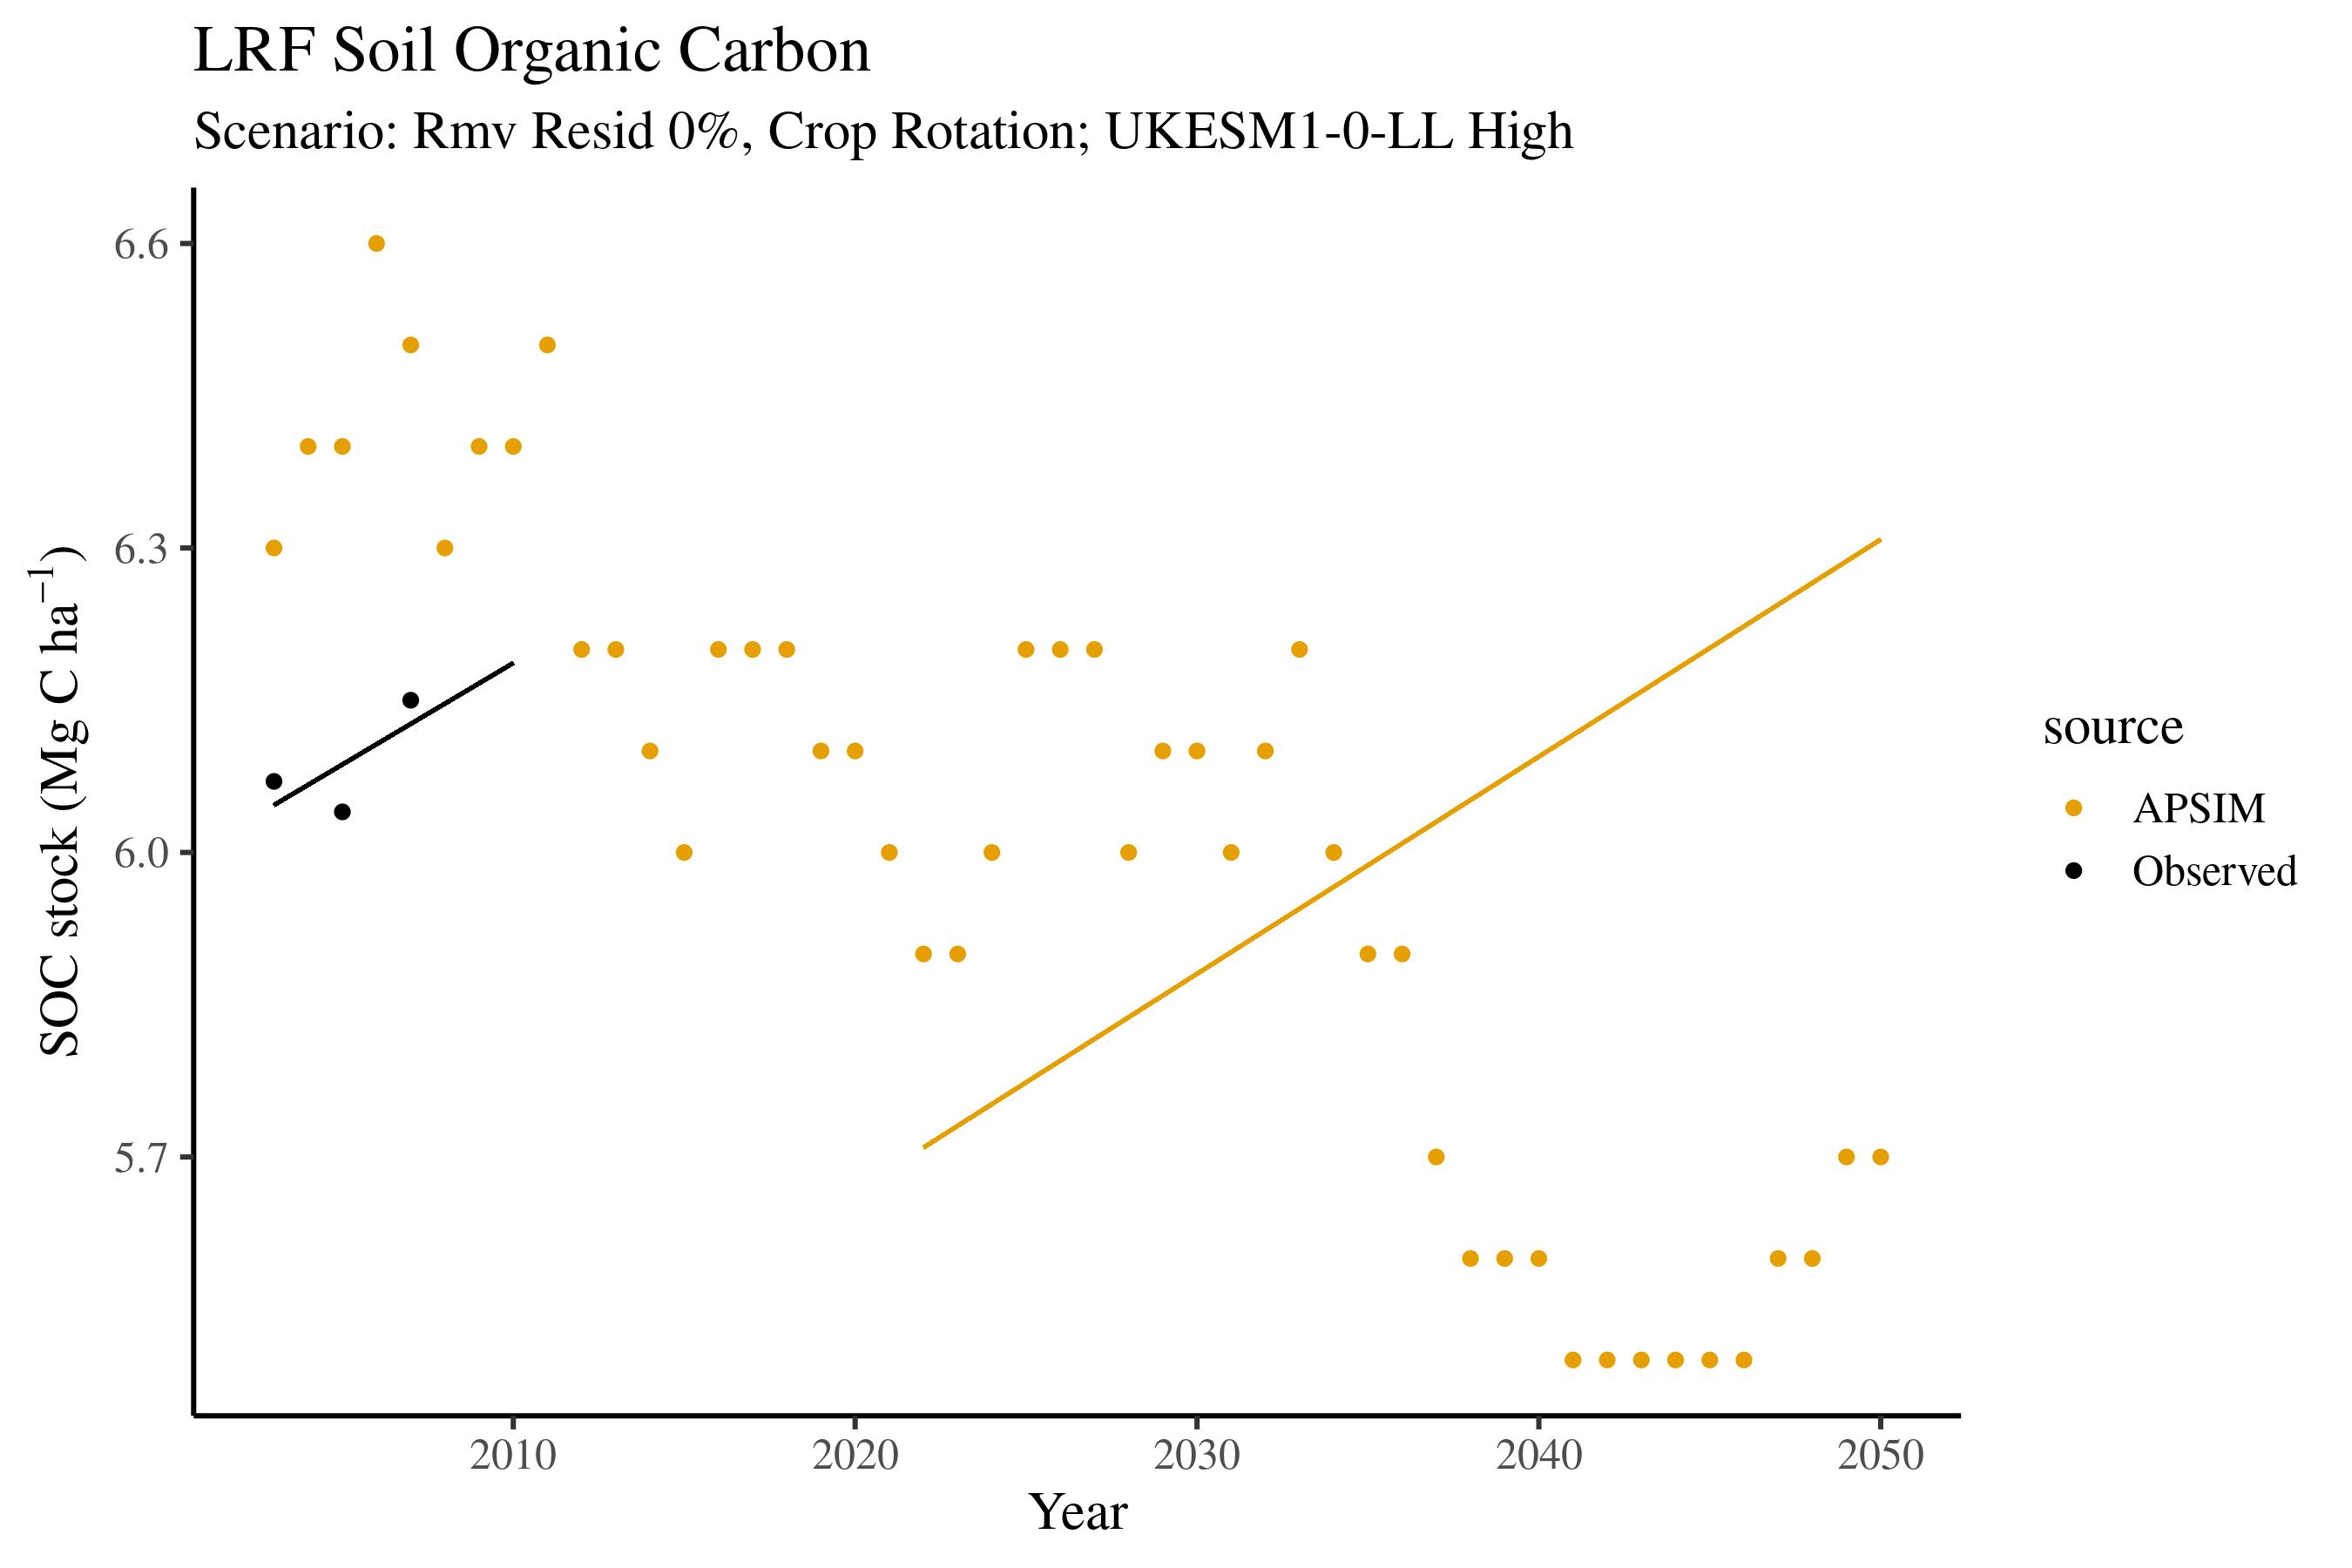 LRF Soil Organic Carbon
Scenario: Rmv Resid 0%, Crop Rotation; UKESM1-0-LL High
SOC stock (Mg C ha⁻¹)
6.6
6.3
6.0
5.7
2010 2020 2030 2040 2050
Year
source
APSIM
Observed